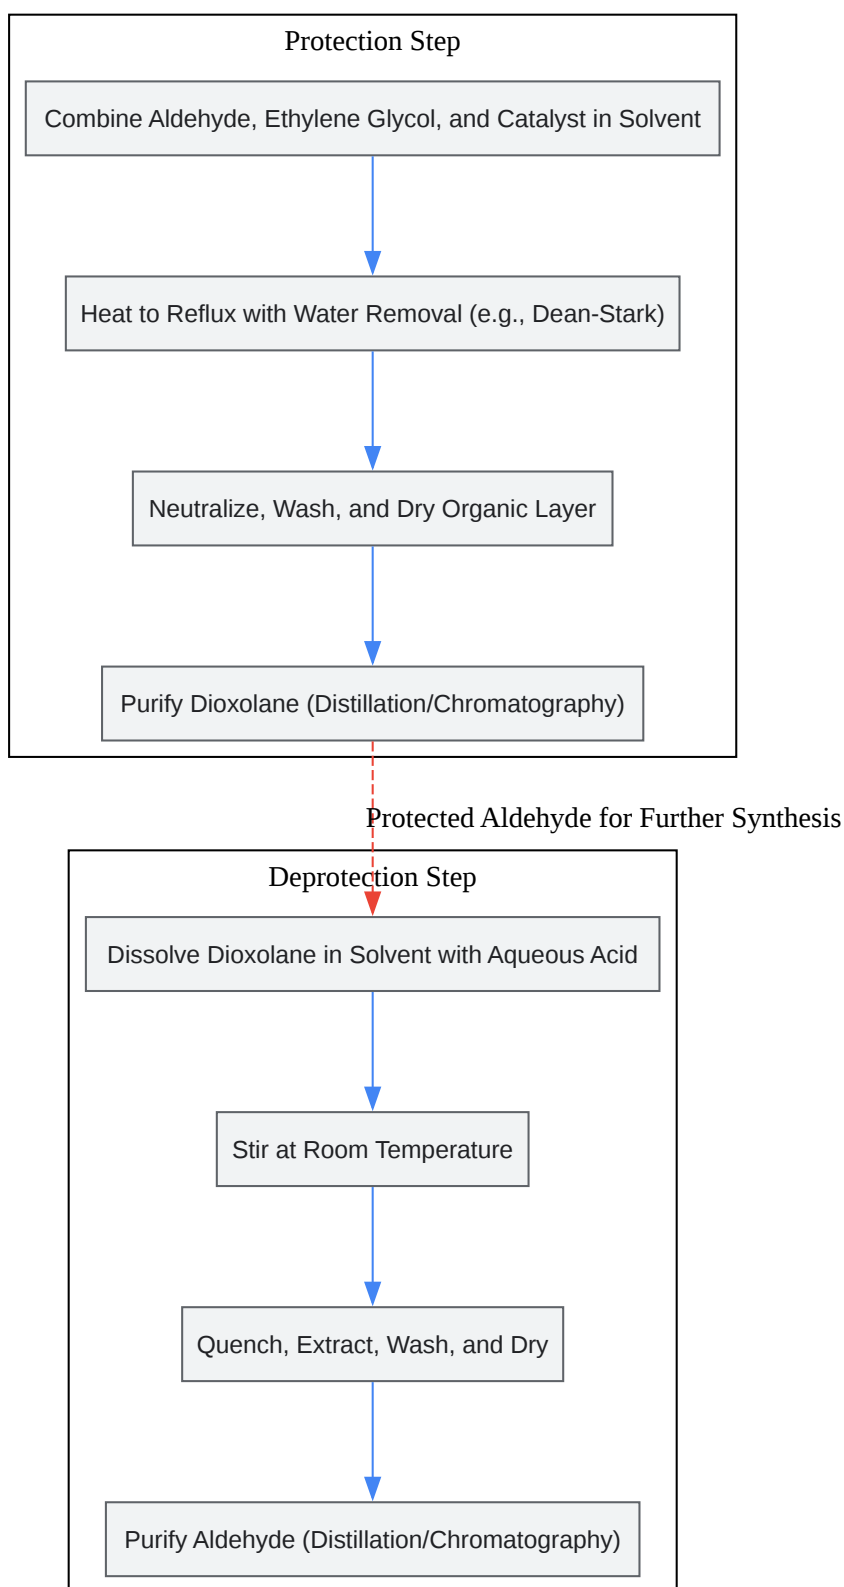 Protection Step
Combine Aldehyde, Ethylene Glycol, and Catalyst in Solvent
Heat to Reflux with Water Removal (e.g., Dean-Stark)
Neutralize, Wash, and Dry Organic Layer
Purify Dioxolane (Distillation/Chromatography)
Protected Aldehyde for Further Synthesis
Deprotection Step
Dissolve Dioxolane in Solvent with Aqueous Acid
Stir at Room Temperature
Quench, Extract, Wash, and Dry
Purify Aldehyde (Distillation/Chromatography)